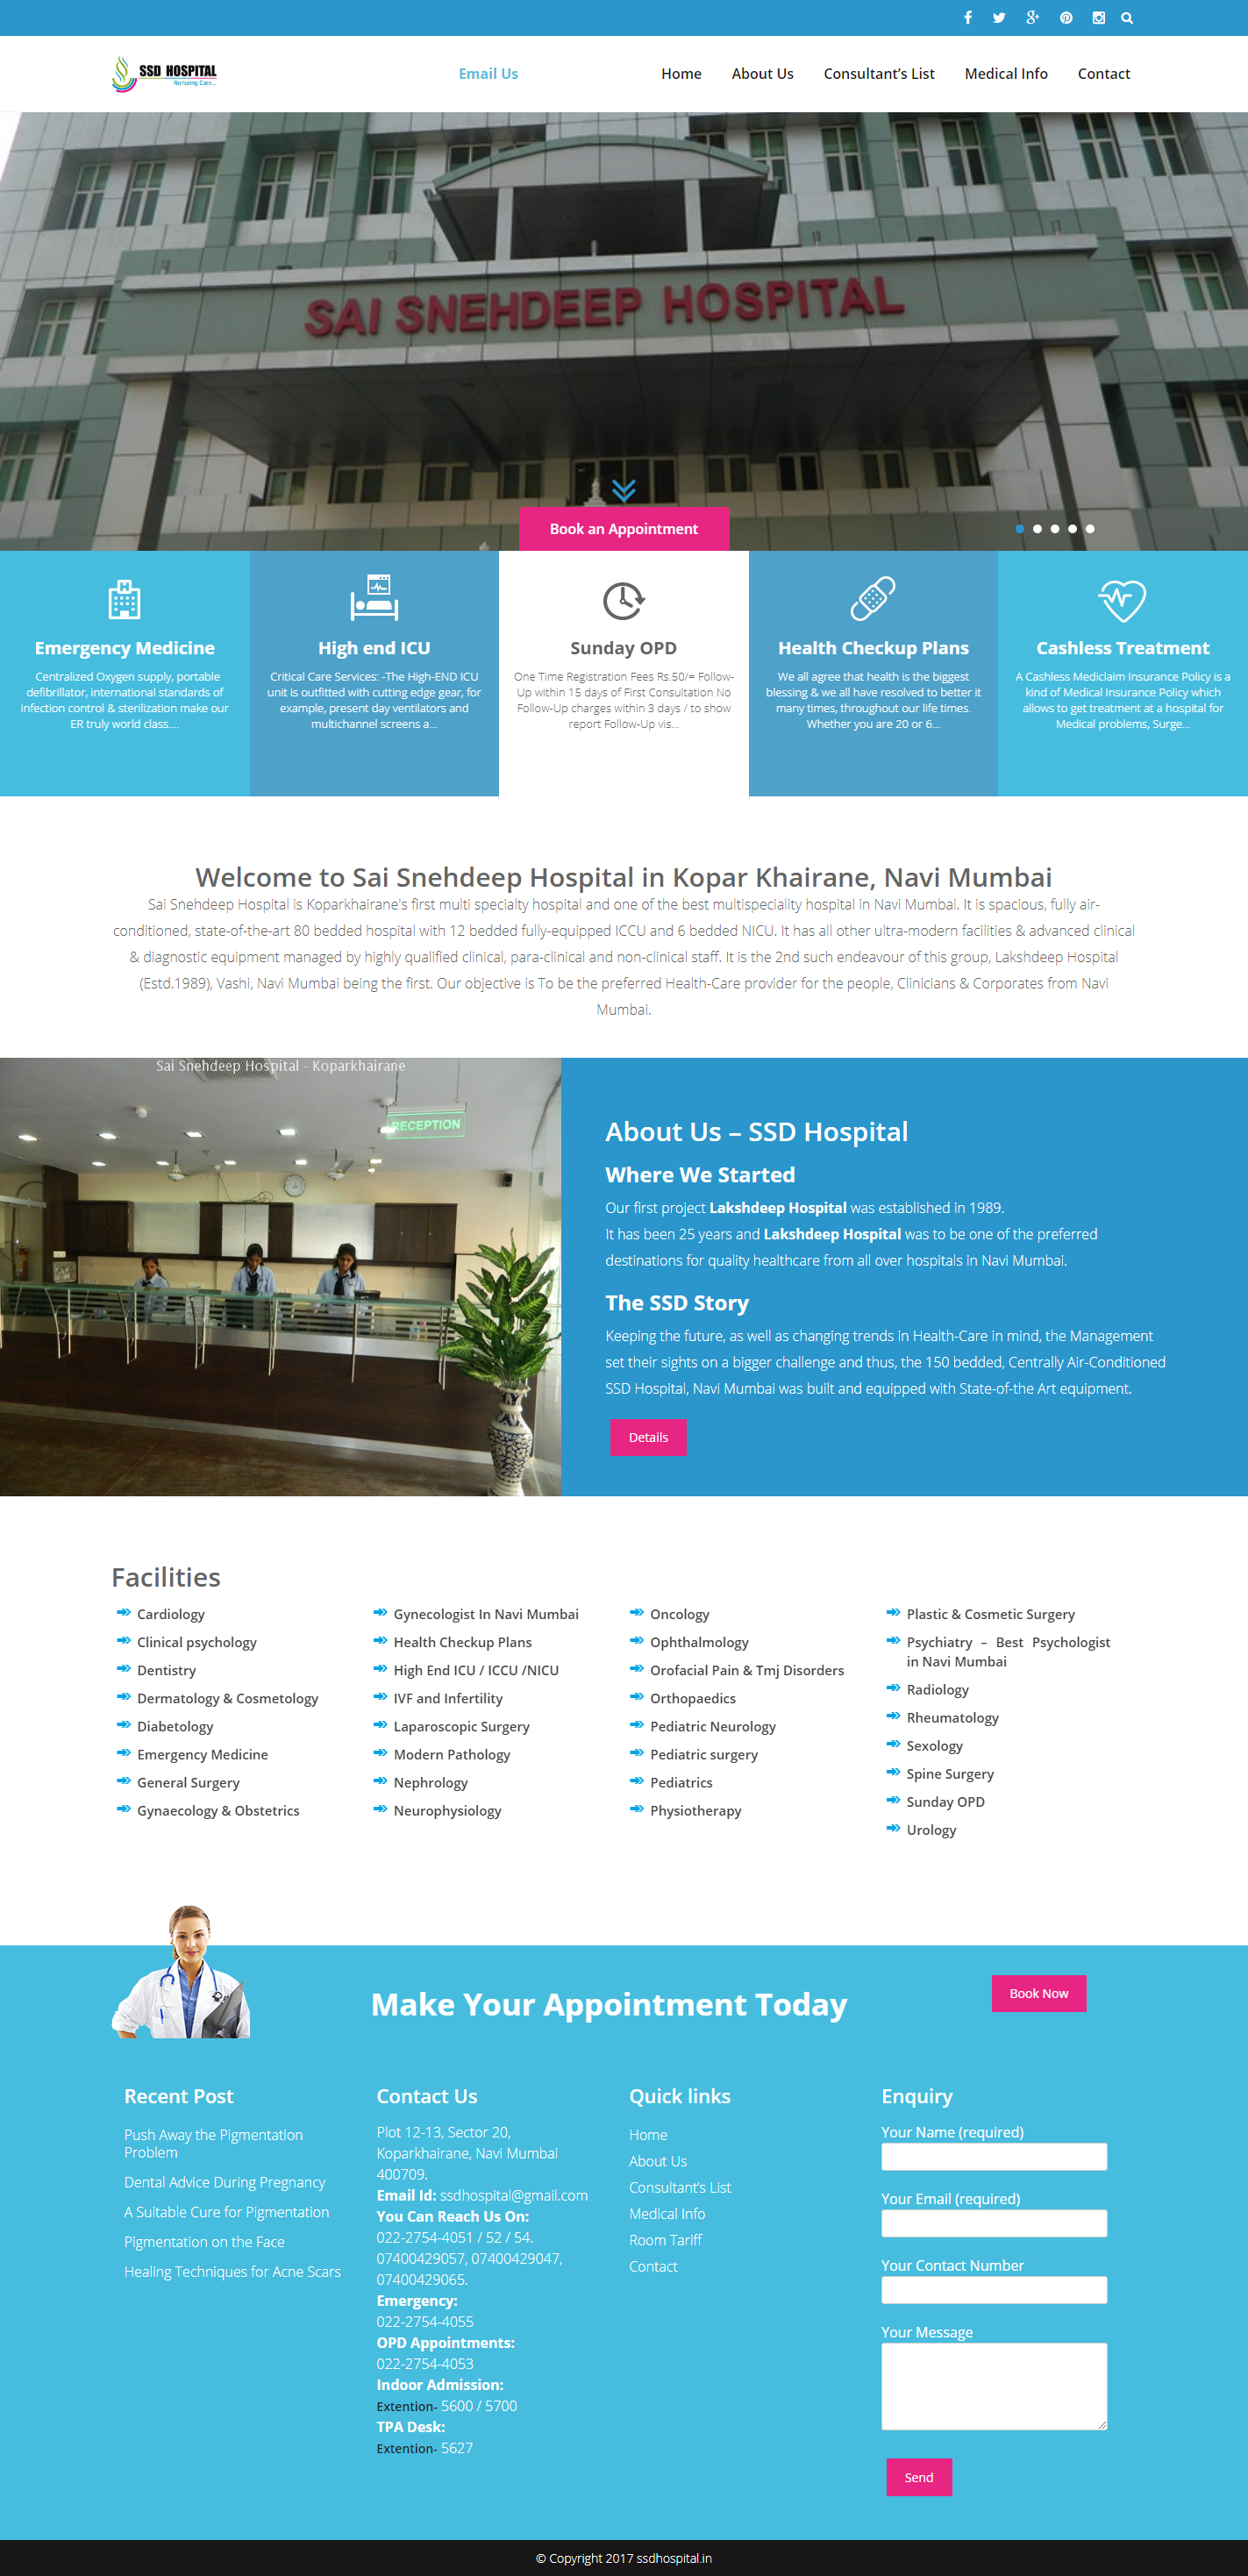 SSD HOSPITAL
Nurturing Care...
Email Us
Home
About Us
Consultant’s List
Medical Info
Contact
SAI SNEHDEEP HOSPITAL
Book an Appointment
Emergency Medicine
Centralized Oxygen supply, portable
defibrillator, international standards of
infection control & sterilization make our
ER truly world class....
High end ICU
Critical Care Services: -The High-END ICU
unit is outfitted with cutting edge gear, for
example, present day ventilators and
multichannel screens a...
Sunday OPD
One Time Registration Fees Rs.50/= Follow-
Up within 15 days of First Consultation No
Follow-Up charges within 3 days / to show
report Follow-Up vis...
Health Checkup Plans
We all agree that health is the biggest
blessing & we all have resolved to better it
many times, throughout our life times.
Whether you are 20 or 6...
Cashless Treatment
A Cashless Mediclaim Insurance Policy is a
kind of Medical Insurance Policy which
allows to get treatment at a hospital for
Medical problems, Surge...
Welcome to Sai Snehdeep Hospital in Kopar Khairane, Navi Mumbai
Sai Snehdeep Hospital is Koparkhairane's first multi specialty hospital and one of the best multispeciality hospital in Navi Mumbai. It is spacious, fully air-
conditioned, state-of-the-art 80 bedded hospital with 12 bedded fully-equipped ICCU and 6 bedded NICU. It has all other ultra-modern facilities & advanced clinical
& diagnostic equipment managed by highly qualified clinical, para-clinical and non-clinical staff. It is the 2nd such endeavour of this group, Lakshdeep Hospital
(Estd.1989), Vashi, Navi Mumbai being the first. Our objective is To be the preferred Health-Care provider for the people, Clinicians & Corporates from Navi
Mumbai.
Sai Snehdeep Hospital - Koparkhairane
RECEPTION
About Us – SSD Hospital
Where We Started
Our first project Lakshdeep Hospital was established in 1989.
It has been 25 years and Lakshdeep Hospital was to be one of the preferred
destinations for quality healthcare from all over hospitals in Navi Mumbai.
The SSD Story
Keeping the future, as well as changing trends in Health-Care in mind, the Management
set their sights on a bigger challenge and thus, the 150 bedded, Centrally Air-Conditioned
SSD Hospital, Navi Mumbai was built and equipped with State-of-the Art equipment.
Details
Facilities
Cardiology
Clinical psychology
Dentistry
Dermatology & Cosmetology
Diabetology
Emergency Medicine
General Surgery
Gynaecology & Obstetrics
Gynecologist In Navi Mumbai
Health Checkup Plans
High End ICU / ICCU /NICU
IVF and Infertility
Laparoscopic Surgery
Modern Pathology
Nephrology
Neurophysiology
Oncology
Ophthalmology
Orofacial Pain & Tmj Disorders
Orthopaedics
Pediatric Neurology
Pediatric surgery
Pediatrics
Physiotherapy
Plastic & Cosmetic Surgery
Psychiatry – Best Psychologist
in Navi Mumbai
Radiology
Rheumatology
Sexology
Spine Surgery
Sunday OPD
Urology
Make Your Appointment Today
Book Now
Recent Post
Push Away the Pigmentation
Problem
Dental Advice During Pregnancy
A Suitable Cure for Pigmentation
Pigmentation on the Face
Healing Techniques for Acne Scars
Contact Us
Plot 12-13, Sector 20,
Koparkhairane, Navi Mumbai
400709.
Email Id: ssdhospital@gmail.com
You Can Reach Us On:
022-2754-4051 / 52 / 54.
07400429057, 07400429047,
07400429065.
Emergency:
022-2754-4055
OPD Appointments:
022-2754-4053
Indoor Admission:
Extention- 5600 / 5700
TPA Desk:
Extention- 5627
Quick links
Home
About Us
Consultant’s List
Medical Info
Room Tariff
Contact
Enquiry
Your Name (required)
Your Email (required)
Your Contact Number
Your Message
Send
© Copyright 2017 ssdhospital.in